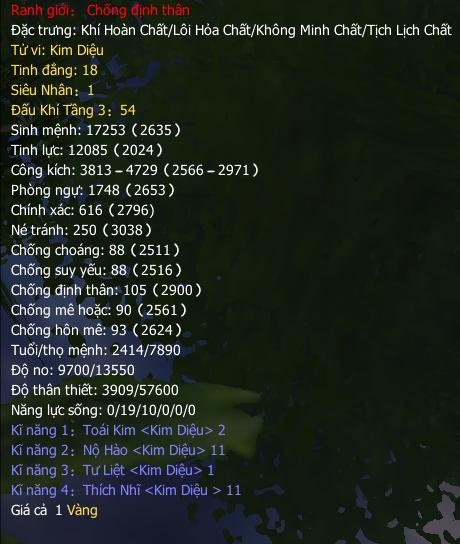 Ranh giới： Chống định thân
Đặc trưng: Khí Hoàn Chất/Lôi Hỏa Chất/Không Minh Chất/Tịch Lịch Chất
Tử vi: Kim Diệu
Tinh đẳng: 18
Siêu Nhân：1
Đấu Khí Tầng 3：54
Sinh mệnh: 17253（2635）
Tinh lực: 12085（2024）
Công kích: 3813－4729（2566－2971）
Phòng ngự: 1748（2653）
Chính xác: 616（2796）
Né tránh: 250（3038）
Chống choáng: 88（2511）
Chống suy yếu: 88（2516）
Chống định thân: 105（2900）
Chống mê hoặc: 90（2561）
Chống hôn mê: 93（2624）
Tuổi/thọ mệnh: 2414/7890
Độ no: 9700/13550
Độ thân thiết: 3909/57600
Năng lực sống: 0/19/10/0/0/0
Kĩ năng 1：Toái Kim <Kim Diệu> 2
Kĩ năng 2：Nộ Hào <Kim Diệu> 11
Kĩ năng 3：Tư Liệt <Kim Diệu> 1
Kĩ năng 4：Thích Nhĩ <Kim Diệu > 11
Giá cả 1 Vàng